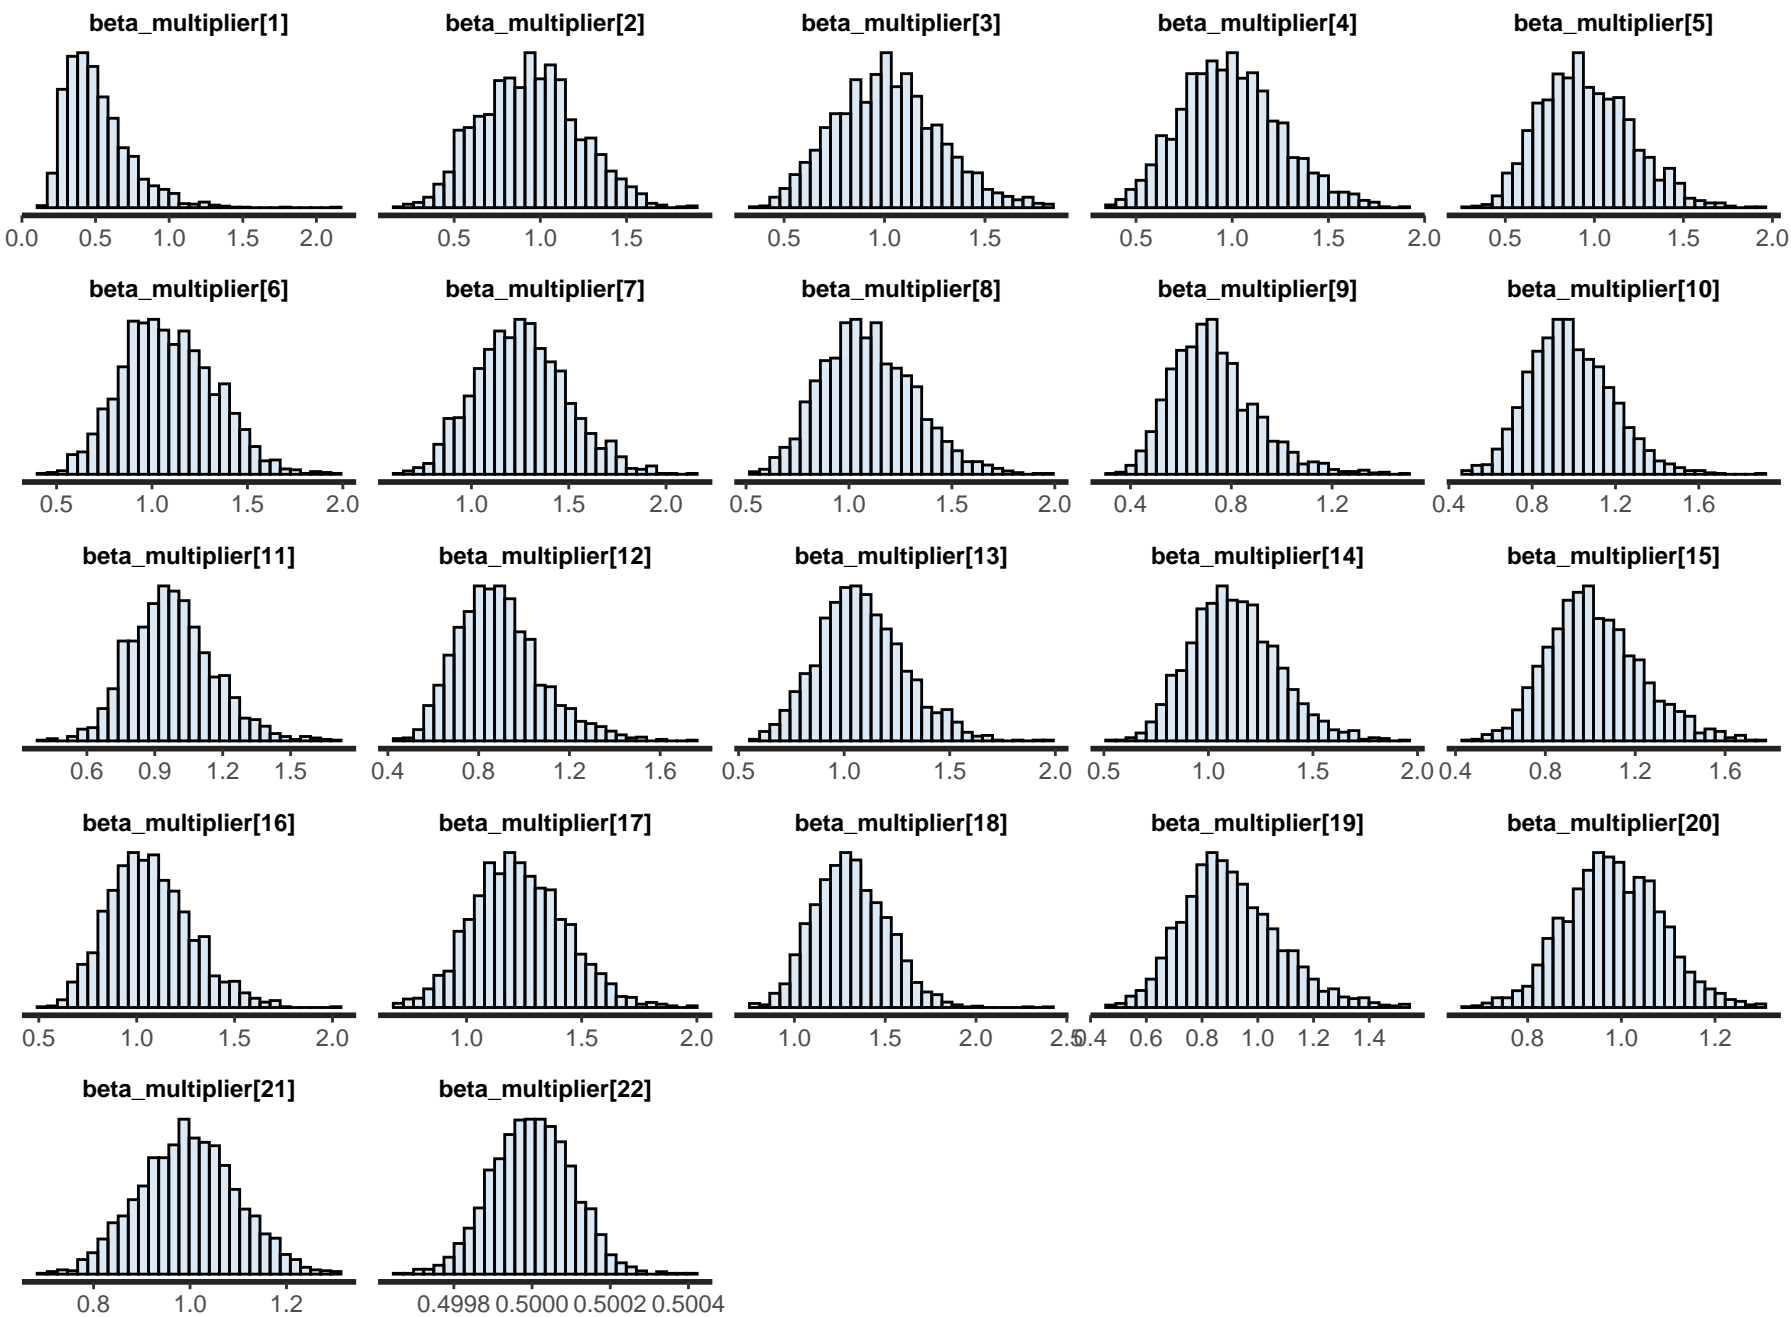 beta_multiplier[1] beta_multiplier[2] beta_multiplier[3] beta_multiplier[4] beta_multiplier[5]
0.0 0.5 1.0 1.5 2.0 0.5 1.0 1.5 0.5 1.0 1.5 0.5 1.0 1.5 2.0 0.5 1.0 1.5 2.0
beta_multiplier[6] beta_multiplier[7] beta_multiplier[8] beta_multiplier[9] beta_multiplier[10]
0.5 1.0 1.5 2.0 1.0 1.5 2.0 0.5 1.0 1.5 2.0 0.4 0.8 1.2 0.4 0.8 1.2 1.6
beta_multiplier[11] beta_multiplier[12] beta_multiplier[13] beta_multiplier[14] beta_multiplier[15]
0.6 0.9 1.2 1.5 0.4 0.8 1.2 1.6 0.5 1.0 1.5 2.0 0.5 1.0 1.5 2.0 0.4 0.8 1.2 1.6
beta_multiplier[16] beta_multiplier[17] beta_multiplier[18] beta_multiplier[19] beta_multiplier[20]
0.5 1.0 1.5 2.0 1.0 1.5 2.0 1.0 1.5 2.0 2.5 0.4 0.6 0.8 1.0 1.2 1.4 0.8 1.0 1.2
beta_multiplier[21] beta_multiplier[22]
0.8 1.0 1.2 0.4998 0.5000 0.5002 0.5004